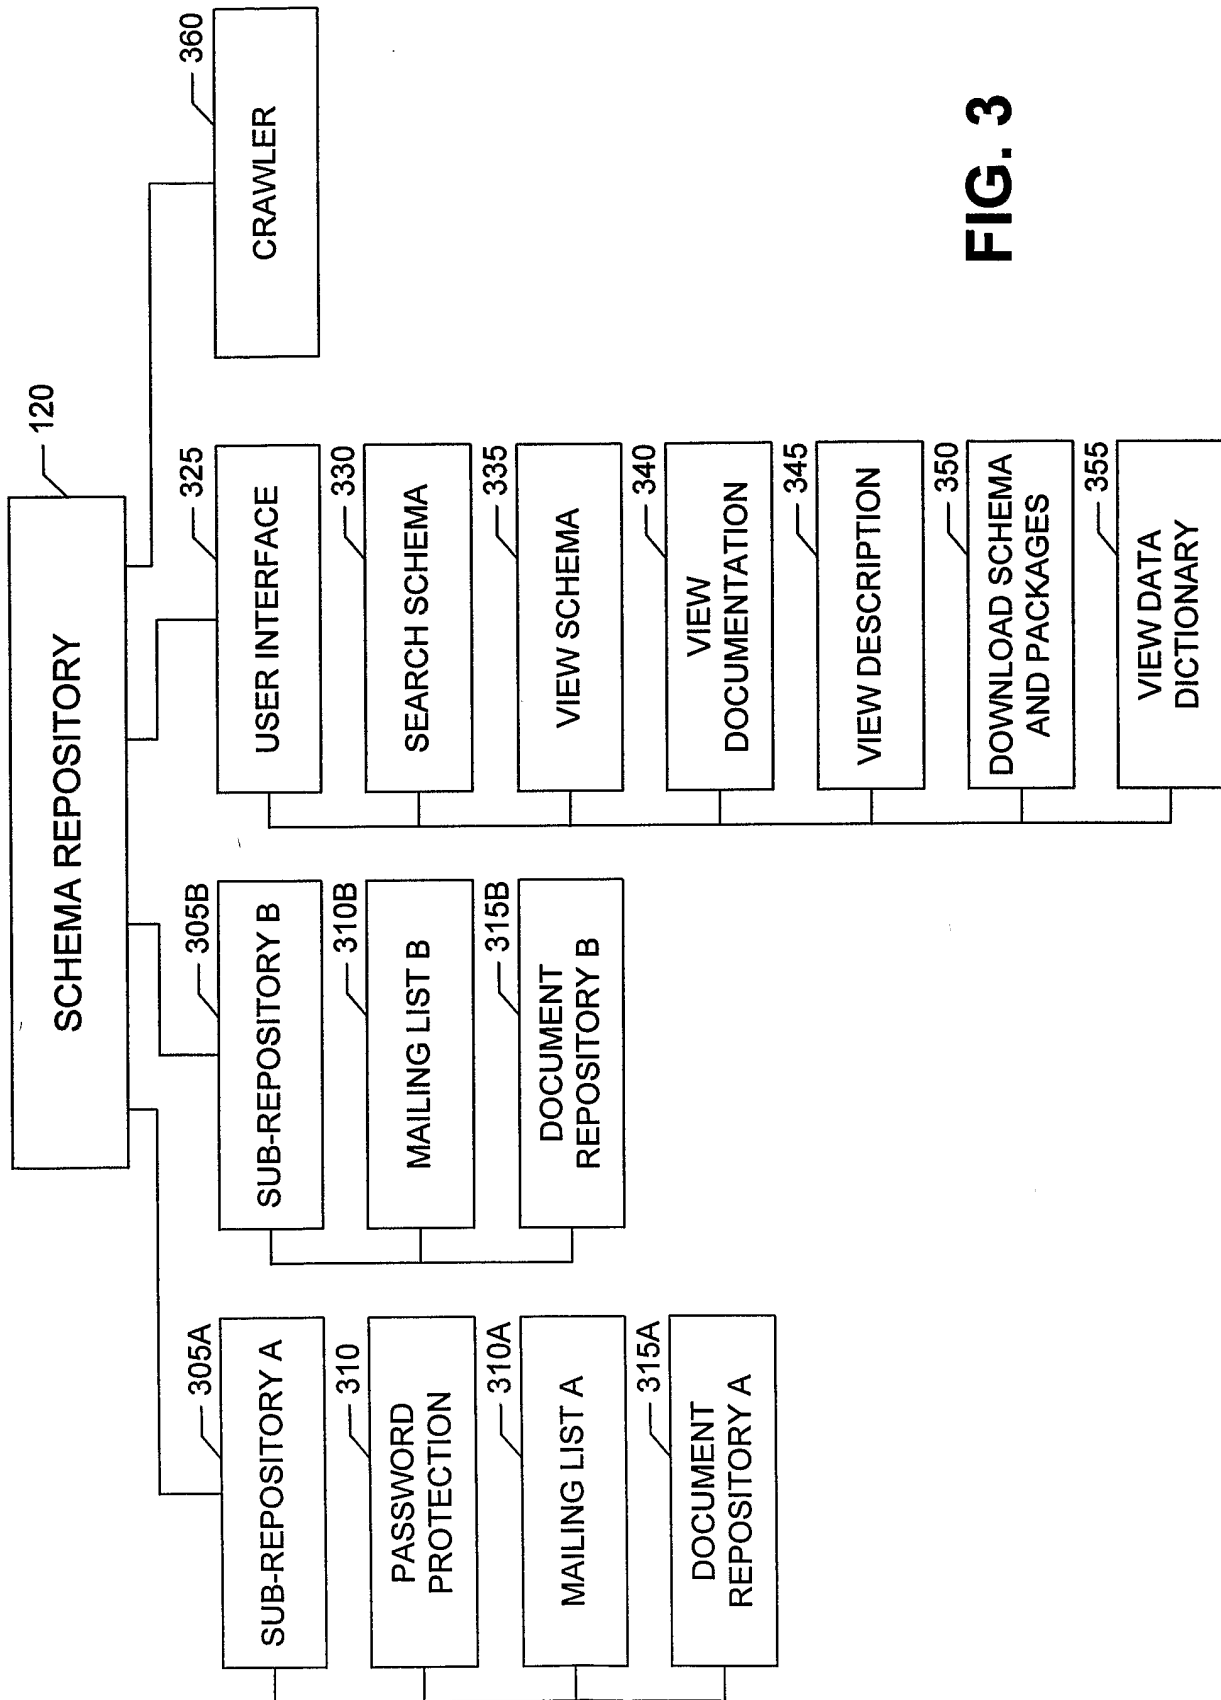 SCHEMA REPOSITORY
120
305A
SUB-REPOSITORY A
310
PASSWORD
PROTECTION
310A
MAILING LIST A
315A
DOCUMENT
REPOSITORY A
305B
SUB-REPOSITORY B
310B
MAILING LIST B
315B
DOCUMENT
REPOSITORY B
325
USER INTERFACE
330
SEARCH SCHEMA
335
VIEW SCHEMA
340
VIEW
DOCUMENTATION
345
VIEW DESCRIPTION
350
DOWNLOAD SCHEMA
AND PACKAGES
355
VIEW DATA
DICTIONARY
360
CRAWLER
FIG. 3